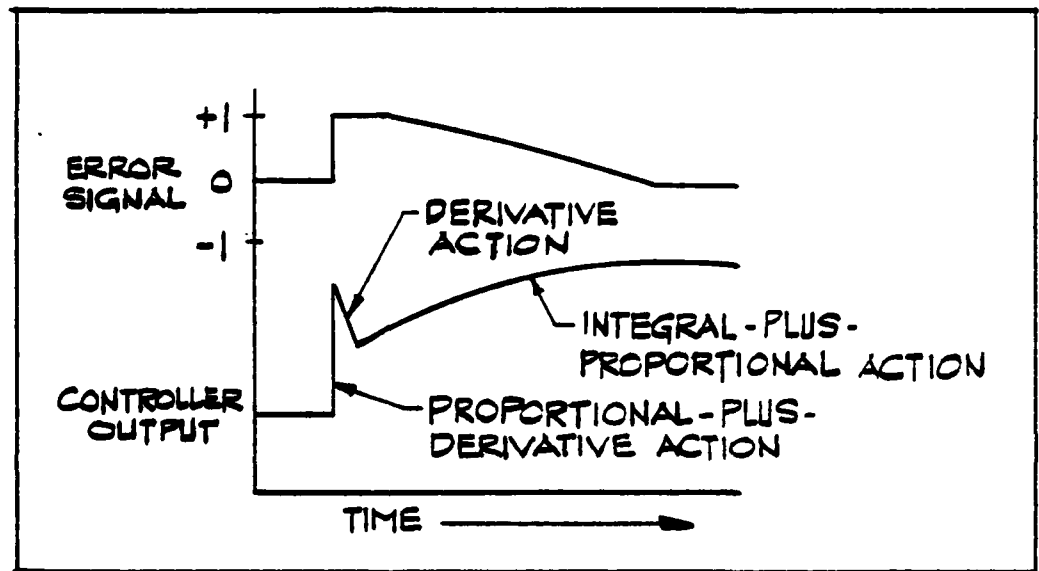 +1
ERROR
SIGNAL
0
-1
DERIVATIVE
ACTION
INTEGRAL-PLUS-
PROPORTIONAL ACTION
CONTROLLER
OUTPUT
PROPORTIONAL-PLUS-
DERIVATIVE ACTION
TIME